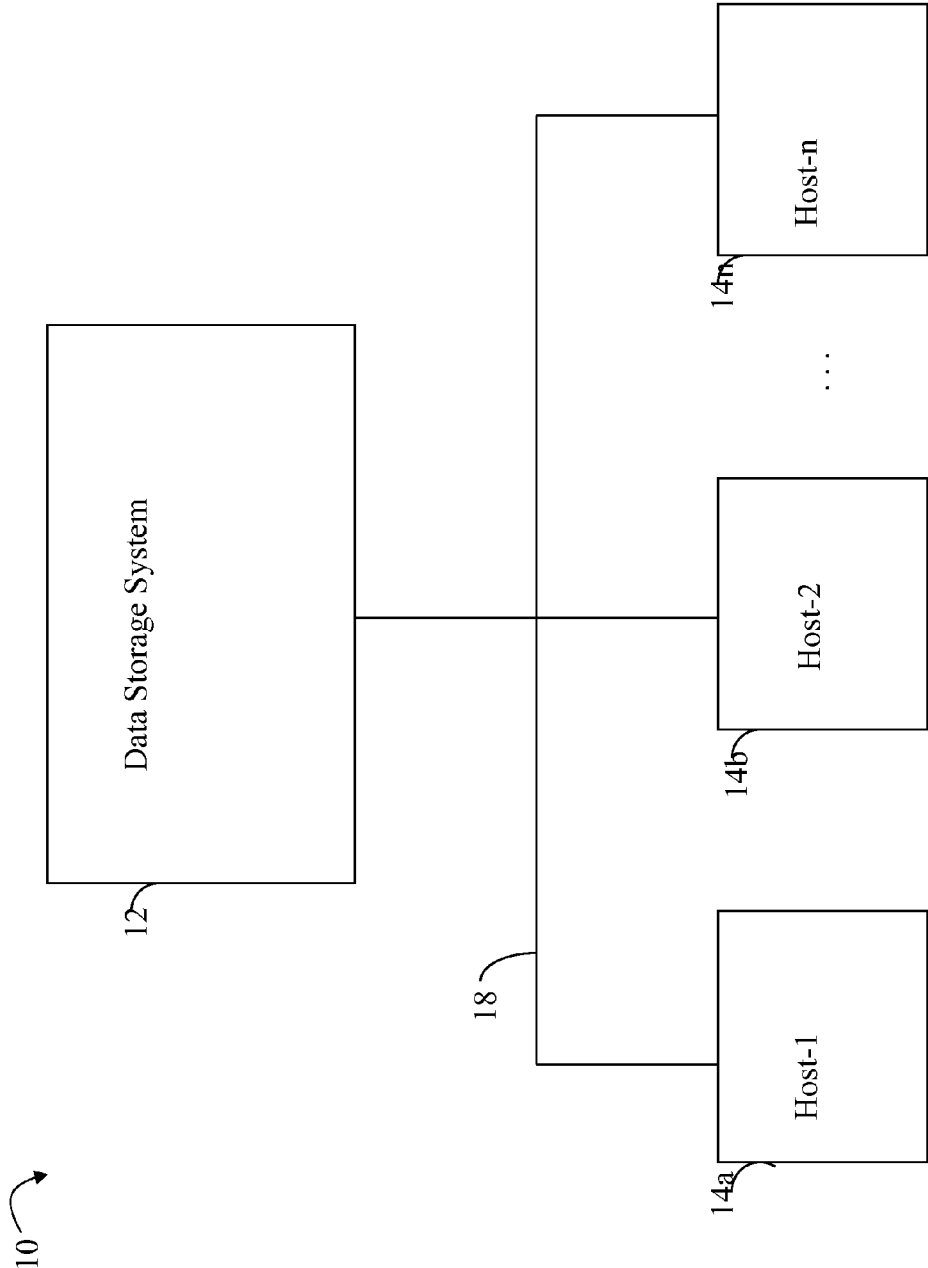 10
12
Data Storage System
18
14a
Host-1
14b
Host-2
. . .
14n
Host-n